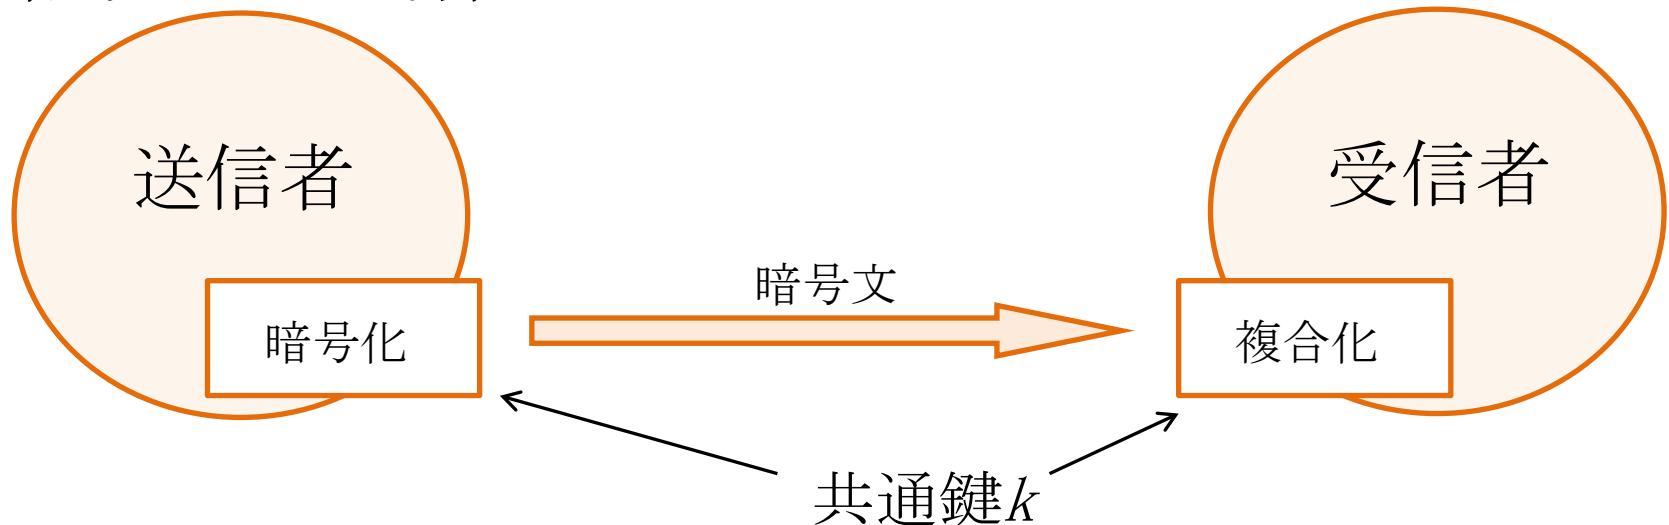 送信者
受信者
暗号文
暗号化
複合化
共通鍵k